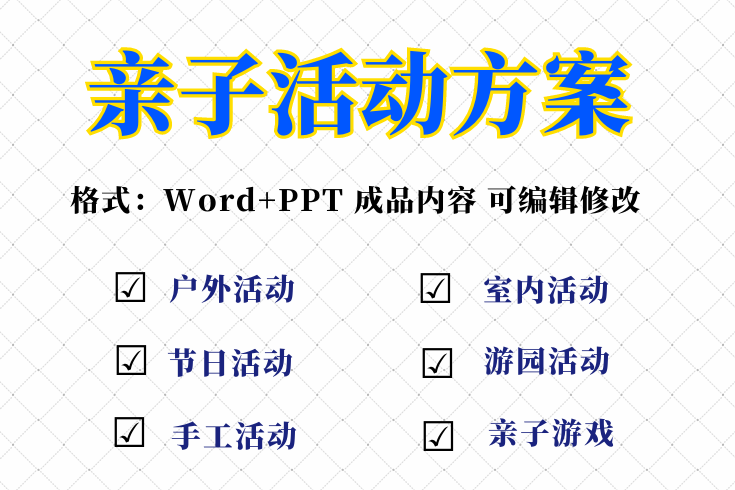 亲子活动方案
格式：Word+PPT 成品内容 可编辑修改
☑ 户外活动
☑ 室内活动
☑ 节日活动
☑ 游园活动
☑ 手工活动
☑ 亲子游戏